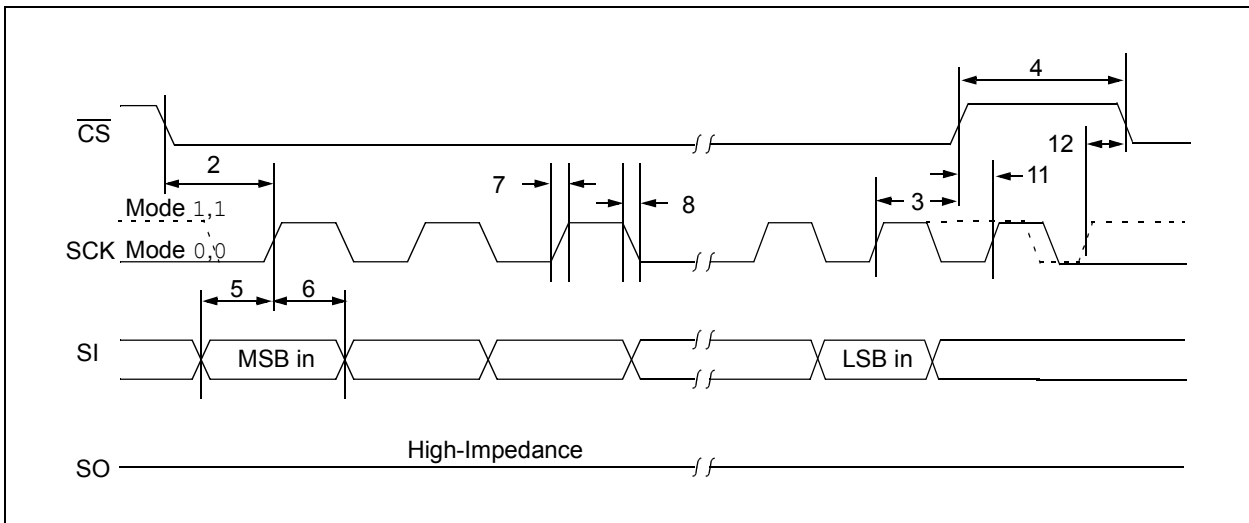 4
CS
12
2
7
8
3
11
Mode 1,1
SCK Mode 0,0
5
6
SI
MSB in
LSB in
High-Impedance
SO